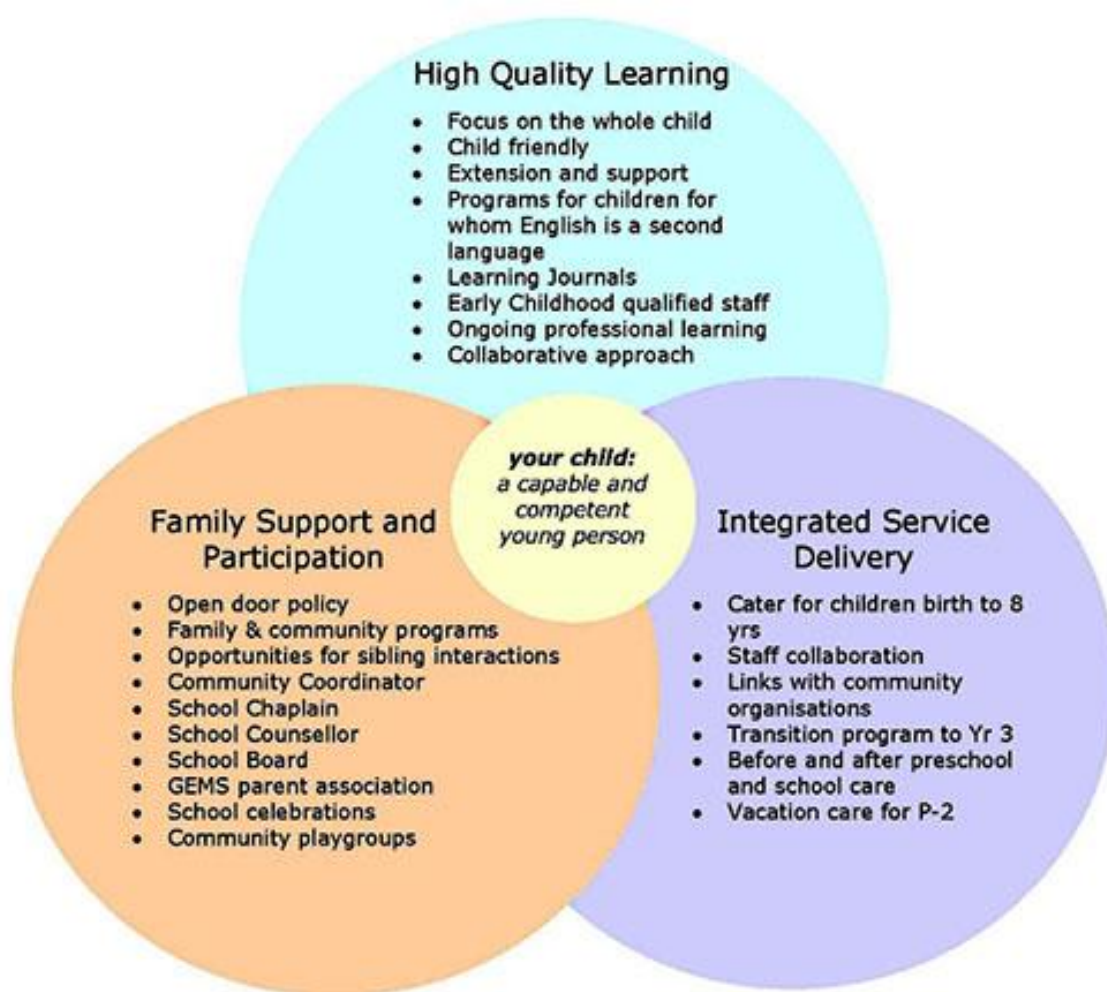 High Quality Learning
• Focus on the whole child
• Child friendly
• Extension and support
• Programs for children for
whom English is a second
language
• Learning Journals
• Early Childhood qualified staff
• Ongoing professional learning
• Collaborative approach
your child:
a capable and
competent
young person
Family Support and
Participation
• Open door policy
• Family & community programs
• Opportunities for sibling interactions
• Community Coordinator
• School Chaplain
• School Counsellor
• School Board
• GEMS parent association
• School celebrations
• Community playgroups
Integrated Service
Delivery
• Cater for children birth to 8
yrs
• Staff collaboration
• Links with community
organisations
• Transition program to Yr 3
• Before and after preschool
and school care
• Vacation care for P-2